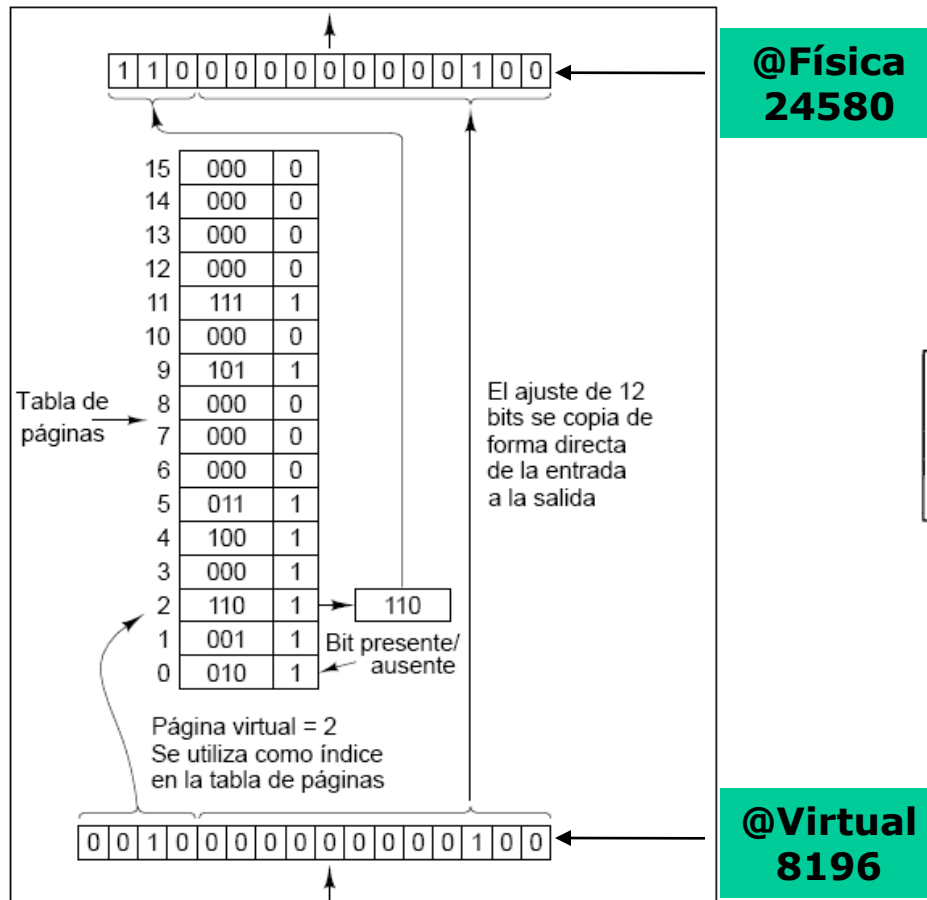 1 1 0 0 0 0 0 0 0 0 0 0 1 0 0
@Física
24580
15 000 0
14 000 0
13 000 0
12 000 0
11 111 1
10 000 0
9 101 1
8 000 0
7 000 0
6 000 0
5 011 1
4 100 1
3 000 1
2 110 1
1 001 1
0 010 1
Tabla de
páginas
110
Bit presente/
ausente
El ajuste de 12
bits se copia de
forma directa
de la entrada
a la salida
Página virtual = 2
Se utiliza como índice
en la tabla de páginas
0 0 1 0 0 0 0 0 0 0 0 0 0 1 0 0
@Virtual
8196